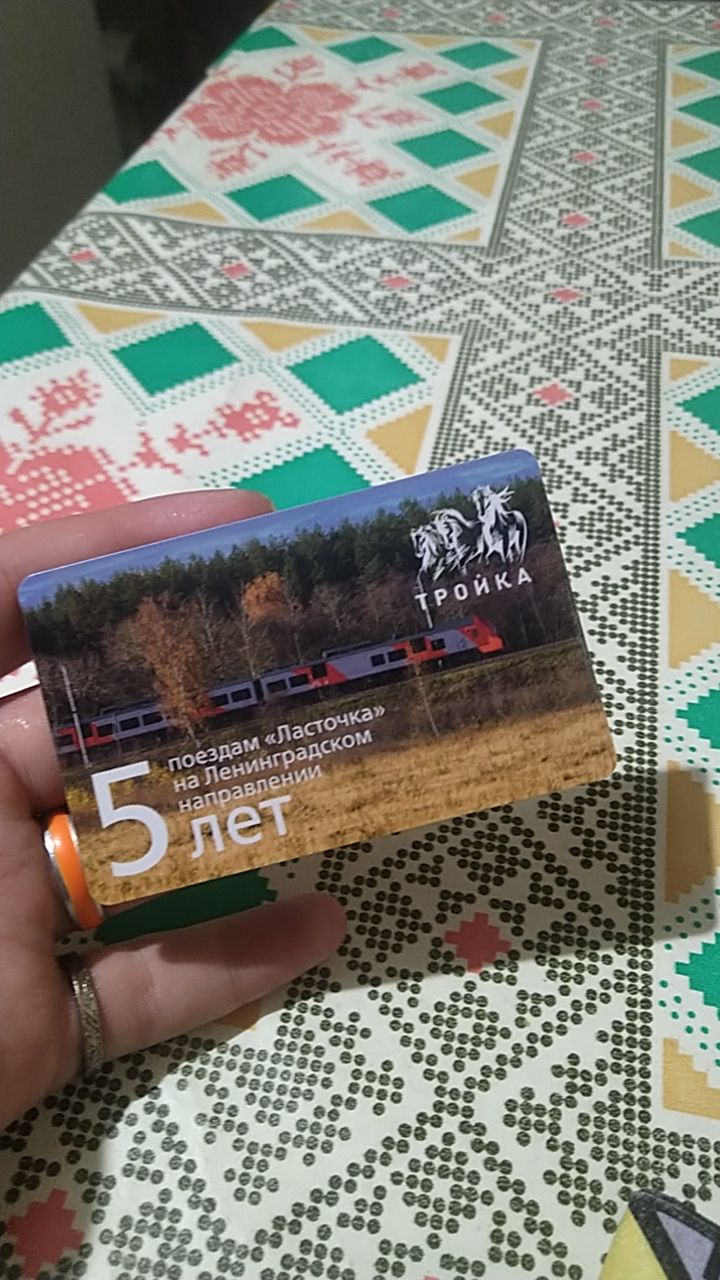 ТРОЙКА
5
поездам «Ласточка»
на Ленинградском
направлении
лет